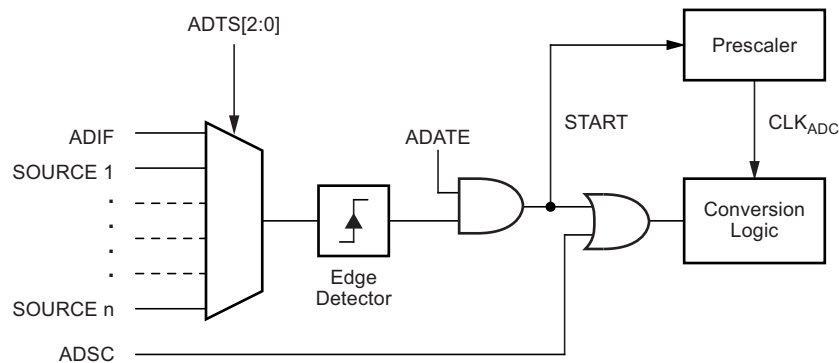 ADTS[2:0]
Prescaler
START
CLKADC
ADIF
ADATE
SOURCE 1
.
.
.
.
Conversion
Logic
Edge
Detector
SOURCE n
ADSC